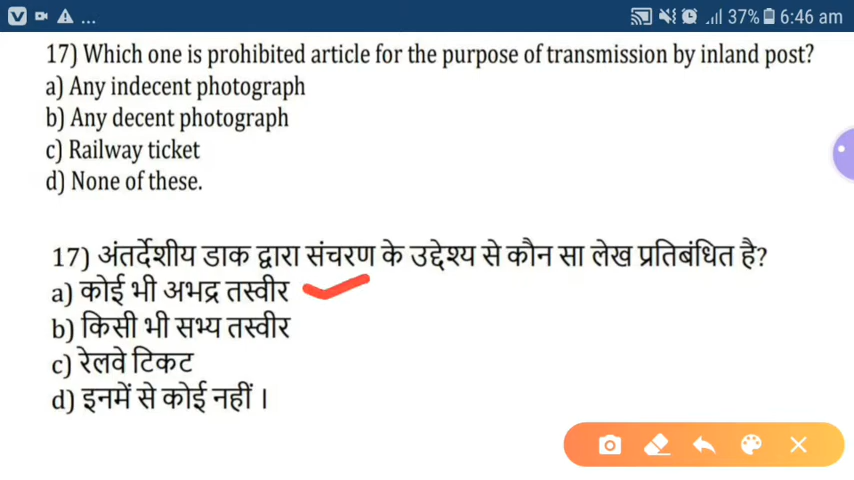 37% 6:46 am
17) Which one is prohibited article for the purpose of transmission by inland post?
a) Any indecent photograph
b) Any decent photograph
c) Railway ticket
d) None of these.
17) अंतर्देशीय डाक द्वारा संचरण के उद्देश्य से कौन सा लेख प्रतिबंधित है?
a) कोई भी अभद्र तस्वीर
b) किसी भी सभ्य तस्वीर
c) रेलवे टिकट
d) इनमें से कोई नहीं ।